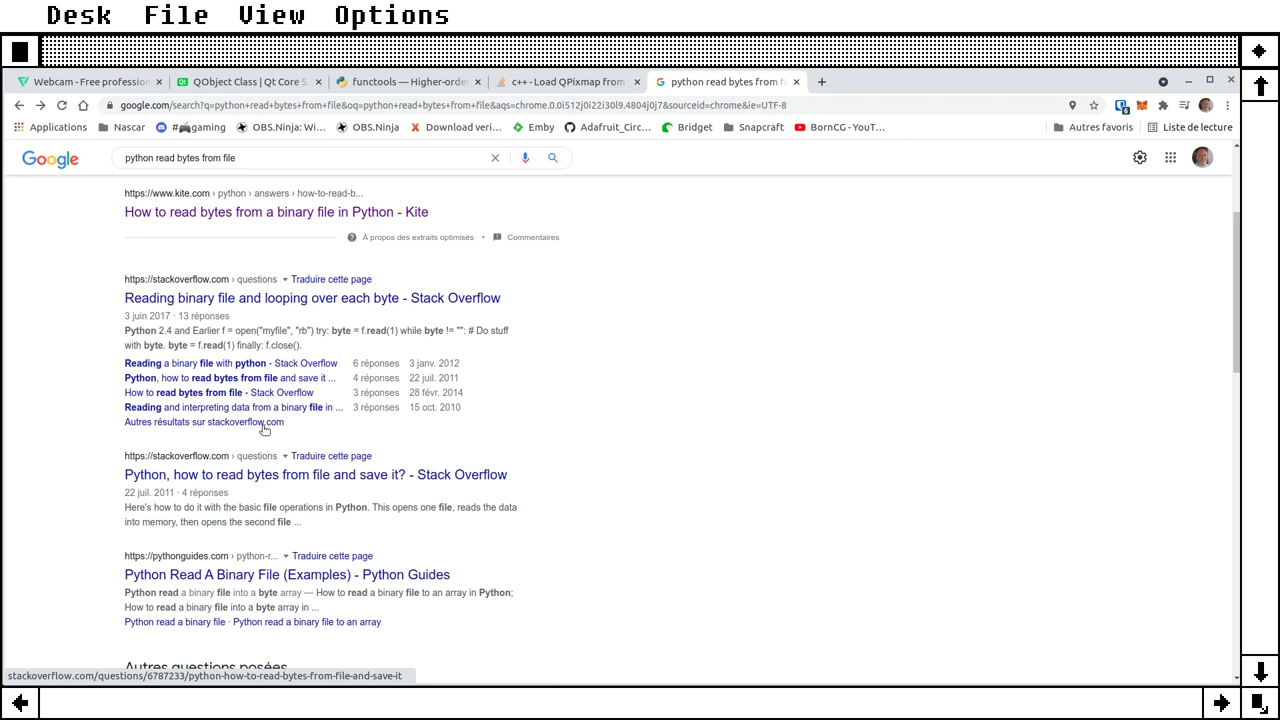 Desk File View Options
Webcam - Free profession
QObject Class | Qt Core 5.
functools — Higher-order
c++ - Load QPixmap from
python read bytes from f
google.com/search?q=python+read+bytes+from+file&oq=python+read+bytes+from+file&aqs=chrome.0.0i512j0i22i30l9.4804j0j7&sourceid=chrome&ie=UTF-8
6
Applications Nascar #🎮gaming OBS.Ninja: Wi... OBS.Ninja Download veri... Emby Adafruit_Circ... Bridget Snapcraft BornCG - YouT... Autres favoris Liste de lecture
Google
python read bytes from file
https://www.kite.com › python › answers › how-to-read-b...
How to read bytes from a binary file in Python - Kite
À propos des extraits optimisés • Commentaires
https://stackoverflow.com › questions Traduire cette page
Reading binary file and looping over each byte - Stack Overflow
3 juin 2017 · 13 réponses
Python 2.4 and Earlier f = open("myfile", "rb") try: byte = f.read(1) while byte != "": # Do stuff
with byte. byte = f.read(1) finally: f.close().
Reading a binary file with python - Stack Overflow 6 réponses 3 janv. 2012
Python, how to read bytes from file and save it ... 4 réponses 22 juil. 2011
How to read bytes from file - Stack Overflow 3 réponses 28 févr. 2014
Reading and interpreting data from a binary file in ... 3 réponses 15 oct. 2010
Autres résultats sur stackoverflow.com
https://stackoverflow.com › questions Traduire cette page
Python, how to read bytes from file and save it? - Stack Overflow
22 juil. 2011 · 4 réponses
Here's how to do it with the basic file operations in Python. This opens one file, reads the data
into memory, then opens the second file ...
https://pythonguides.com › python-r... Traduire cette page
Python Read A Binary File (Examples) - Python Guides
Python read a binary file into a byte array — How to read a binary file to an array in Python;
How to read a binary file into a byte array in ...
Python read a binary file · Python read a binary file to an array
Autres questions posées
stackoverflow.com/questions/6787233/python-how-to-read-bytes-from-file-and-save-it